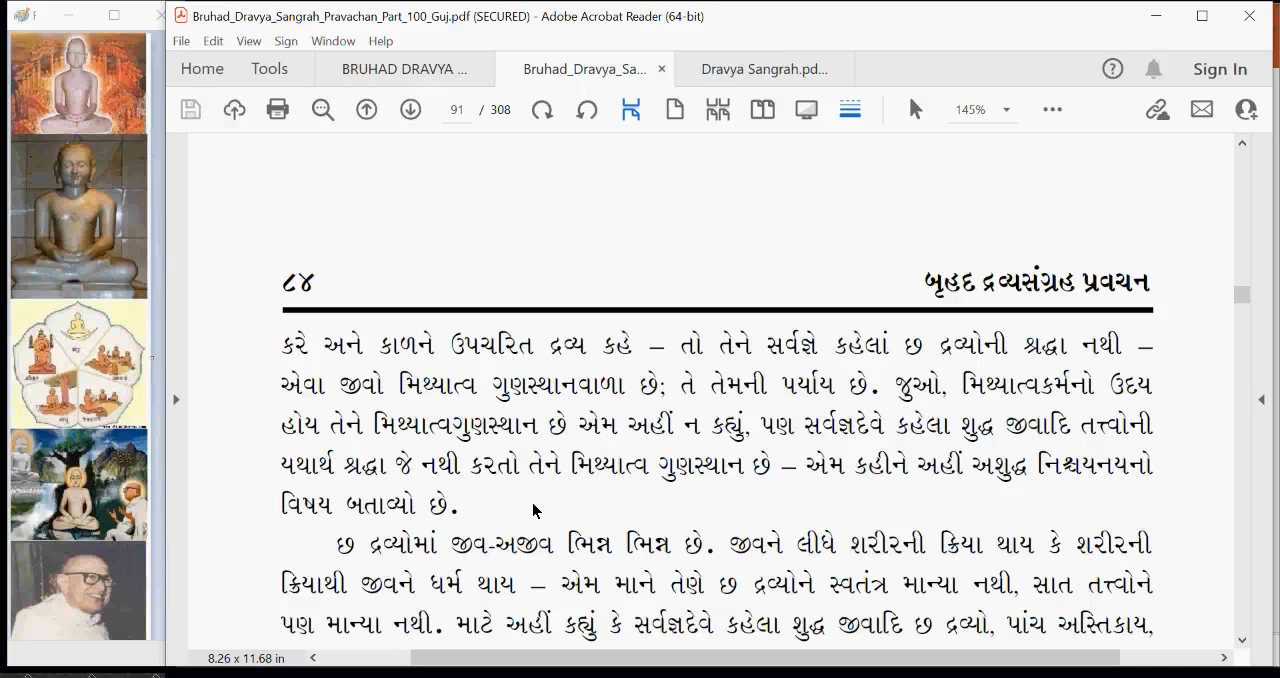 Bruhad_Dravya_Sangrah_Pravachan_Part_100_Guj.pdf (SECURED) - Adobe Acrobat Reader (64-bit)
File Edit View Sign Window Help
Home Tools BRUHAD DRAVYA ... Bruhad_Dravya_Sa... × Dravya Sangrah.pd... Sign In
91 / 308 145%
૮૪ બૃહદ દ્રવ્યસંગ્રહ પ્રવચન
કરે અને કાળને ઉપચરિત દ્રવ્ય કહે – તો તેને સર્વજ્ઞે કહેલાં છ દ્રવ્યોની શ્રદ્ધા નથી –
એવા જીવો મિથ્યાત્વ ગુણસ્થાનવાળા છે; તે તેમની પર્યાય છે. જુઓ, મિથ્યાત્વકર્મનો ઉદય
હોય તેને મિથ્યાત્વગુણસ્થાન છે એમ અહીં ન કહ્યું, પણ સર્વજ્ઞદેવે કહેલા શુદ્ધ જીવાદિ તત્ત્વોની
યથાર્થ શ્રદ્ધા જે નથી કરતો તેને મિથ્યાત્વ ગુણસ્થાન છે – એમ કહીને અહીં અશુદ્ધ નિશ્ચયનયનો
વિષય બતાવ્યો છે.
છ દ્રવ્યોમાં જીવ-અજીવ ભિન્ન ભિન્ન છે. જીવને લીધે શરીરની ક્રિયા થાય કે શરીરની
ક્રિયાથી જીવને ધર્મ થાય – એમ માને તેણે છ દ્રવ્યોને સ્વતંત્ર માન્યા નથી, સાત તત્ત્વોને
પણ માન્યા નથી. માટે અહીં કહ્યું કે સર્વજ્ઞદેવે કહેલા શુદ્ધ જીવાદિ છ દ્રવ્યો, પાંચ અસ્તિકાય,
8.26 x 11.68 in